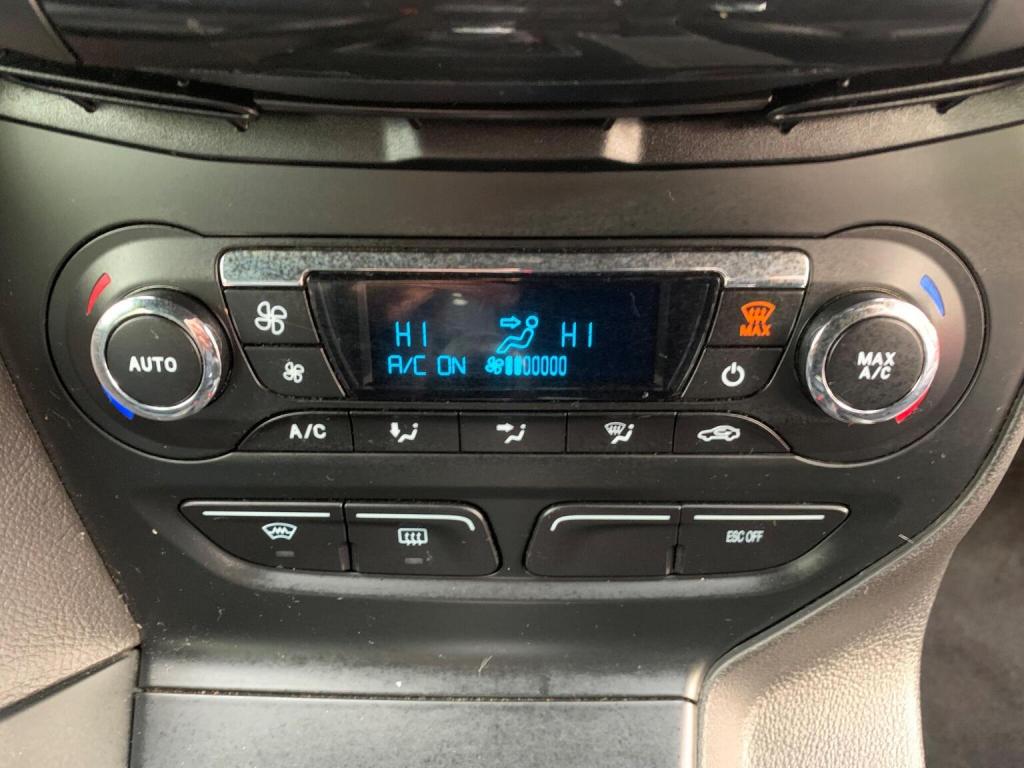 HI HI
A/C ON
AUTO
MAX
MAX
A/C
A/C
ESC OFF